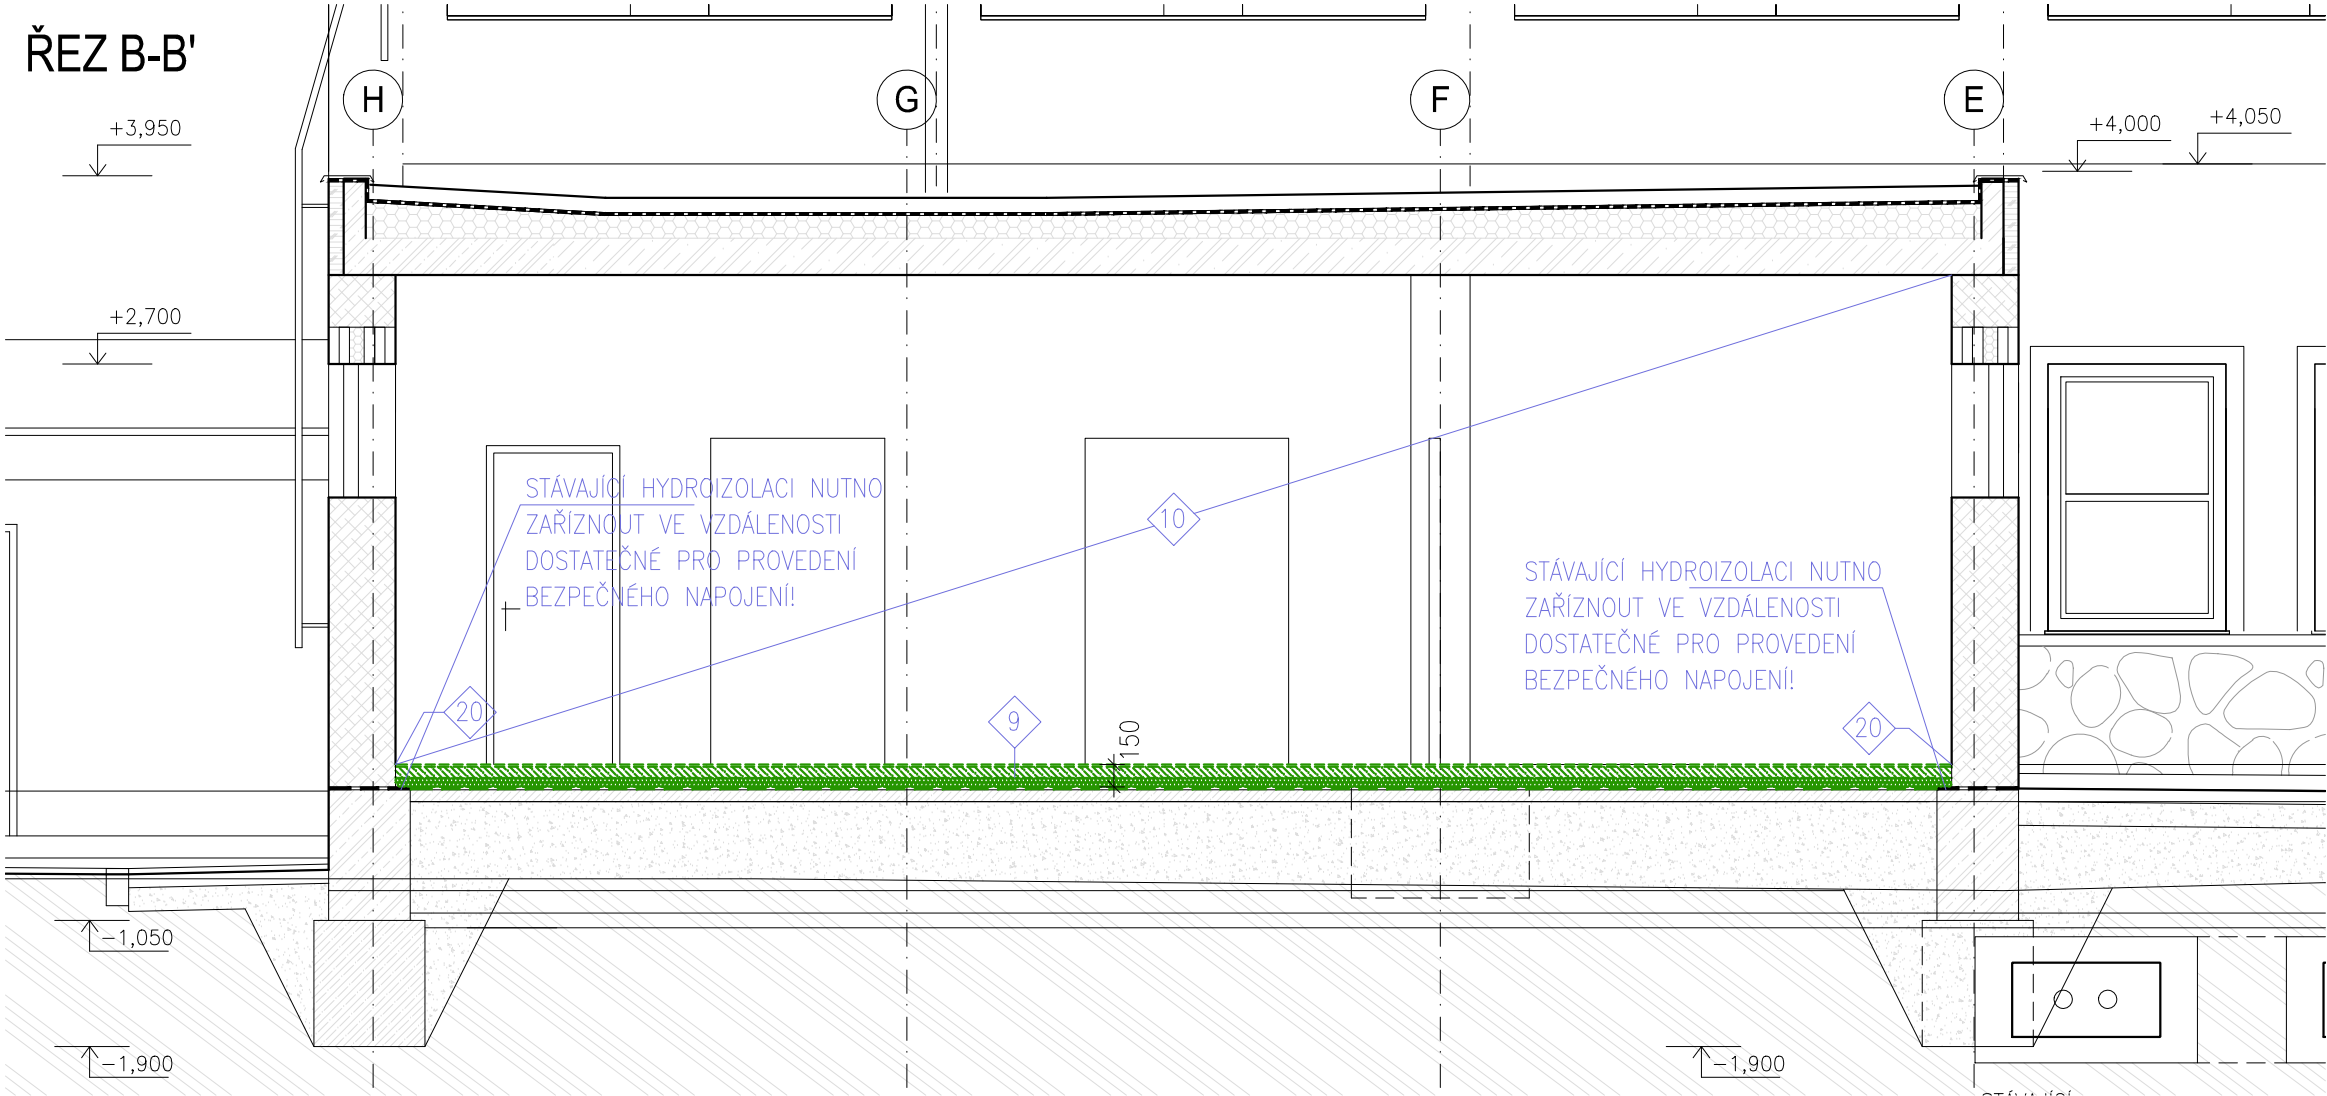 ŘEZ B-B'
H
G
F
E
+3,950
+4,000
+4,050
+2,700
STÁVAJÍCÍ HYDROIZOLACI NUTNO
ZAŘÍZNOUT VE VZDÁLENOSTI
DOSTATEČNÉ PRO PROVEDENÍ
BEZPEČNÉHO NAPOJENÍ!
10
STÁVAJÍCÍ HYDROIZOLACI NUTNO
ZAŘÍZNOUT VE VZDÁLENOSTI
DOSTATEČNÉ PRO PROVEDENÍ
BEZPEČNÉHO NAPOJENÍ!
20
9
150
20
-1,050
-1,900
-1,900